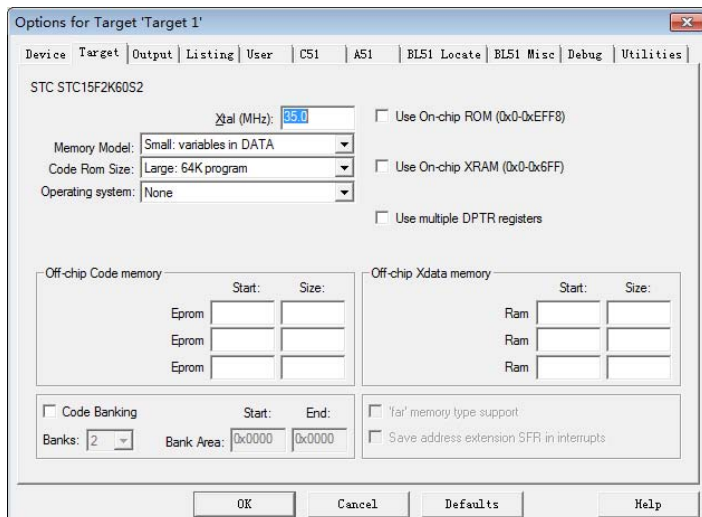 Options for Target 'Target 1'
Device Target Output Listing User C51 A51 BL51 Locate BL51 Misc Debug Utilities
STC STC15F2K60S2
Xtal (MHz): 35.0
Use On-chip ROM (0x0-0xEFF8)
Memory Model: Small: variables in DATA
Code Rom Size: Large: 64K program
Use On-chip XRAM (0x0-0x6FF)
Operating system: None
Use multiple DPTR registers
Off-chip Code memory
Start: Size:
Eprom
Eprom
Eprom
Off-chip Xdata memory
Start: Size:
Ram
Ram
Ram
Code Banking Start: End:
Banks: 2 Bank Area: 0x0000 0x0000
'far' memory type support
Save address extension SFR in interrupts
OK Cancel Defaults Help